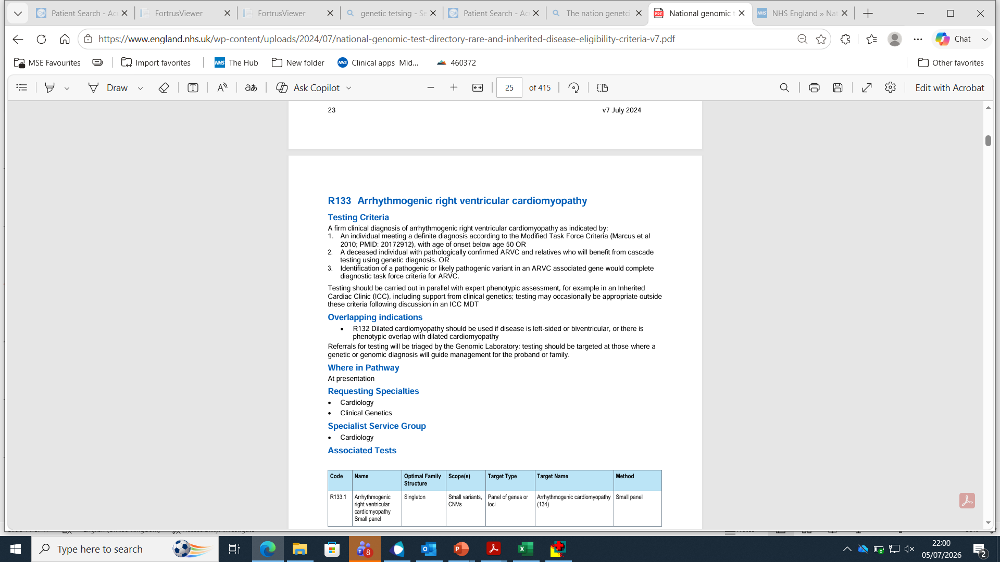 Patient Search - Ac
FortrusViewer
FortrusViewer
genetic tetsing - Se
Patient Search - Ac
The nation genetci
National genomic t
NHS England » Nat
https://www.england.nhs.uk/wp-content/uploads/2024/07/national-genomic-test-directory-rare-and-inherited-disease-eligibility-criteria-v7.pdf
Chat
MSE Favourites
Import favorites
NHS The Hub
New folder
NHS Clinical apps Mid...
460372
Other favorites
Draw
Ask Copilot
25 of 415
Edit with Acrobat
23 v7 July 2024
R133 Arrhythmogenic right ventricular cardiomyopathy
Testing Criteria
A firm clinical diagnosis of arrhythmogenic right ventricular cardiomyopathy as indicated by:
1. An individual meeting a definite diagnosis according to the Modified Task Force Criteria (Marcus et al
2010; PMID: 20172912), with age of onset below age 50 OR
2. A deceased individual with pathologically confirmed ARVC and relatives who will benefit from cascade
testing using genetic diagnosis. OR
3. Identification of a pathogenic or likely pathogenic variant in an ARVC associated gene would complete
diagnostic task force criteria for ARVC.
Testing should be carried out in parallel with expert phenotypic assessment, for example in an Inherited
Cardiac Clinic (ICC), including support from clinical genetics; testing may occasionally be appropriate outside
these criteria following discussion in an ICC MDT
Overlapping indications
• R132 Dilated cardiomyopathy should be used if disease is left-sided or biventricular, or there is
phenotypic overlap with dilated cardiomyopathy
Referrals for testing will be triaged by the Genomic Laboratory; testing should be targeted at those where a
genetic or genomic diagnosis will guide management for the proband or family.
Where in Pathway
At presentation
Requesting Specialties
• Cardiology
• Clinical Genetics
Specialist Service Group
• Cardiology
Associated Tests
Code Name Optimal Family Structure Scope(s) Target Type Target Name Method
R133.1 Arrhythmogenic right ventricular cardiomyopathy Small panel Singleton Small variants, CNVs Panel of genes or loci Arrhythmogenic cardiomyopathy (134) Small panel
Type here to search
8
22:00
05/07/2026
2